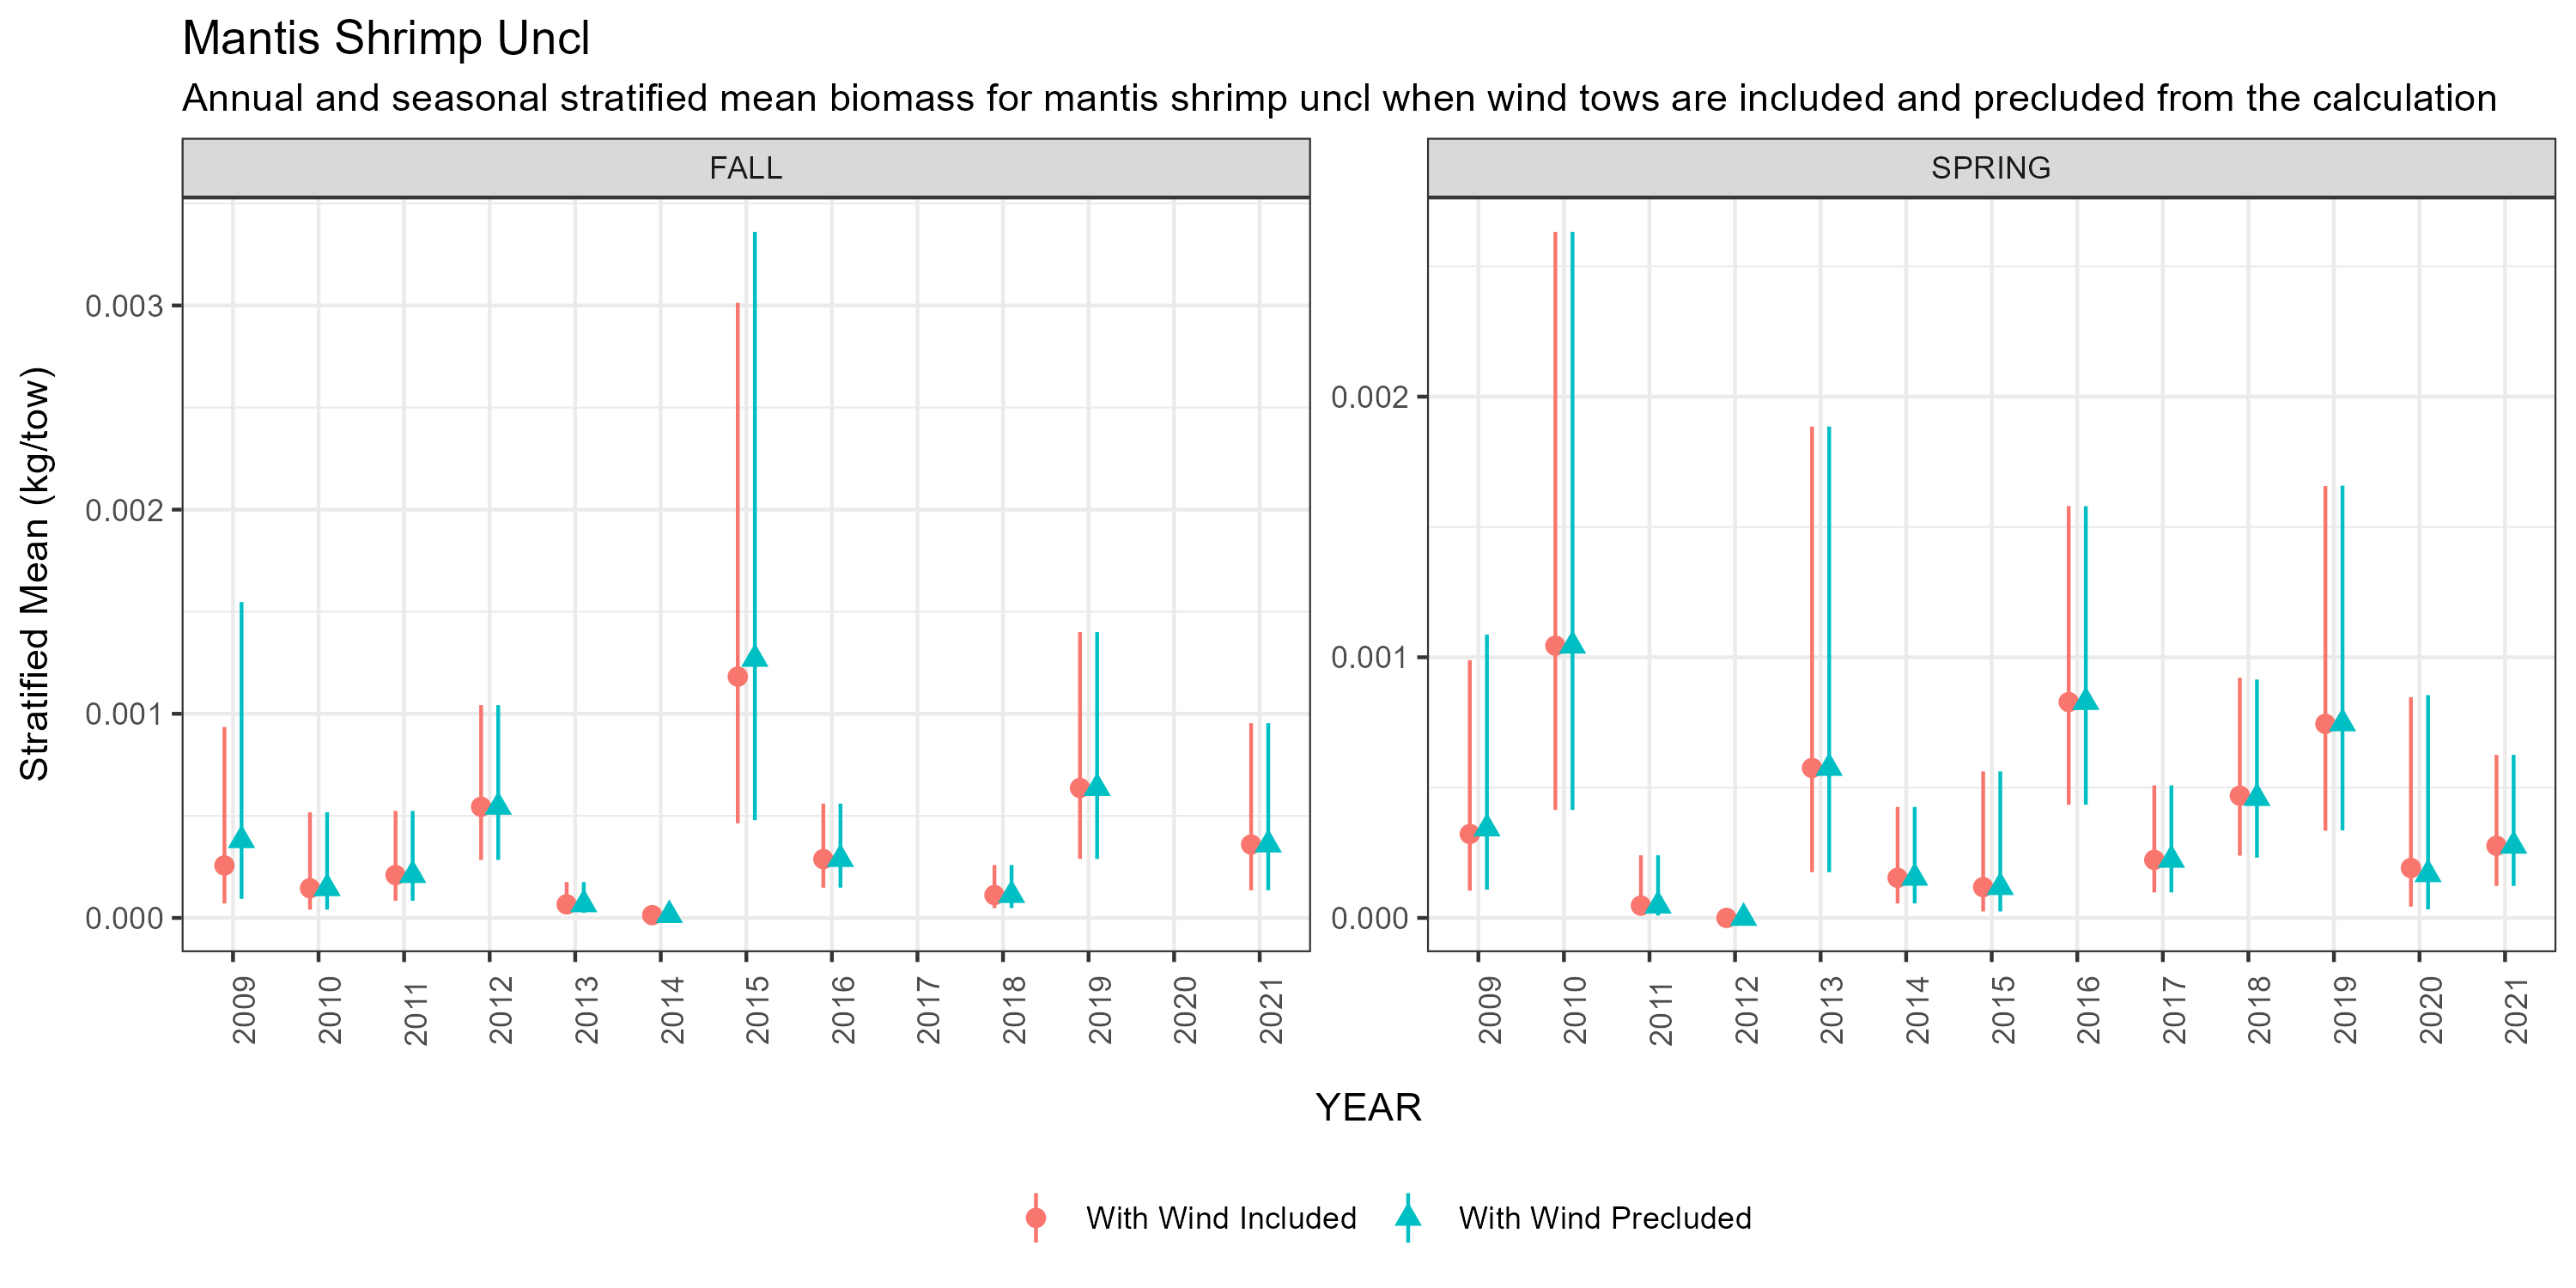 Mantis Shrimp Uncl
Annual and seasonal stratified mean biomass for mantis shrimp uncl when wind tows are included and precluded from the calculation
FALL
SPRING
Stratified Mean (kg/tow)
0.003
0.002
0.001
0.000
0.002
0.001
0.000
2009 2010 2011 2012 2013 2014 2015 2016 2017 2018 2019 2020 2021
2009 2010 2011 2012 2013 2014 2015 2016 2017 2018 2019 2020 2021
YEAR
With Wind Included
With Wind Precluded